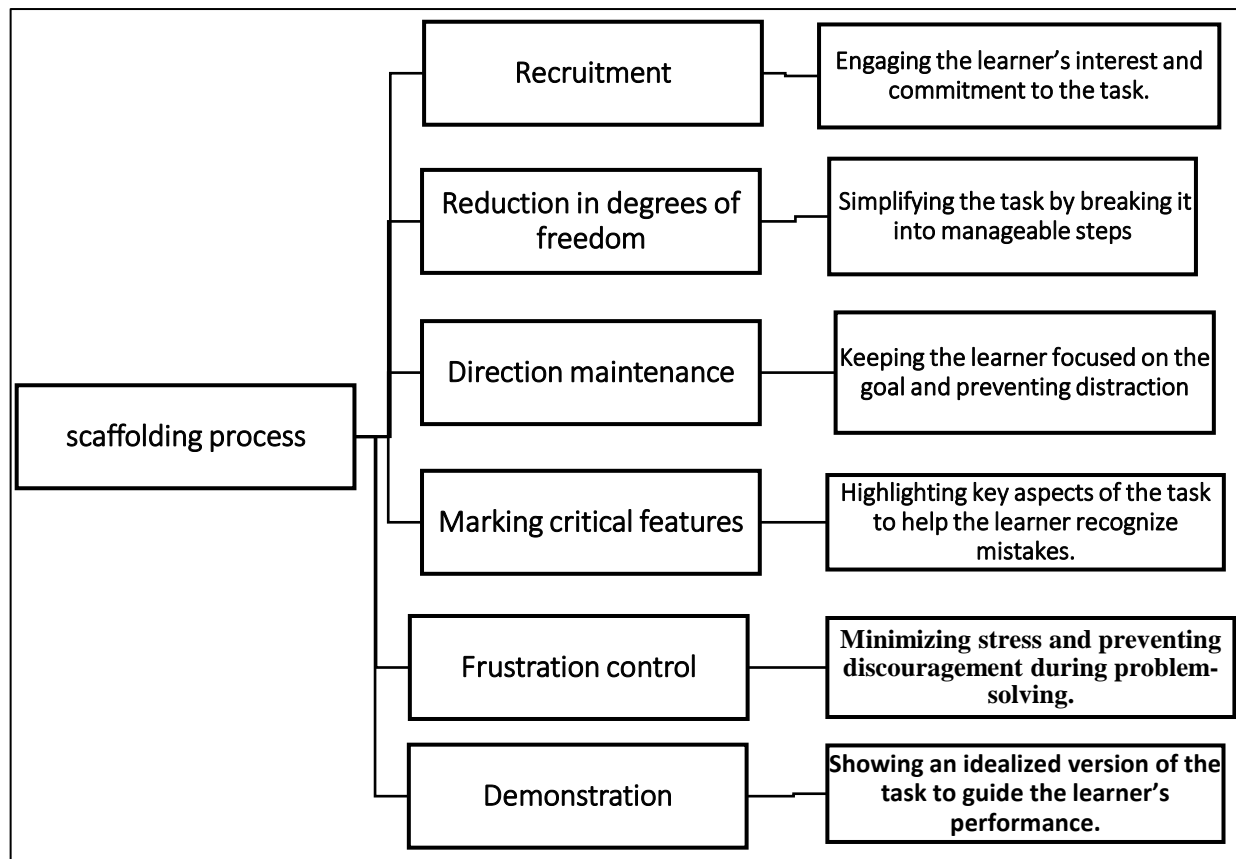 Recruitment
Engaging the learner’s interest and
commitment to the task.
Reduction in degrees of
freedom
Simplifying the task by breaking it
into manageable steps
Direction maintenance
Keeping the learner focused on the
goal and preventing distraction
scaffolding process
Marking critical features
Highlighting key aspects of the task
to help the learner recognize
mistakes.
Frustration control
Minimizing stress and preventing
discouragement during problem-
solving.
Demonstration
Showing an idealized version of the
task to guide the learner’s
performance.